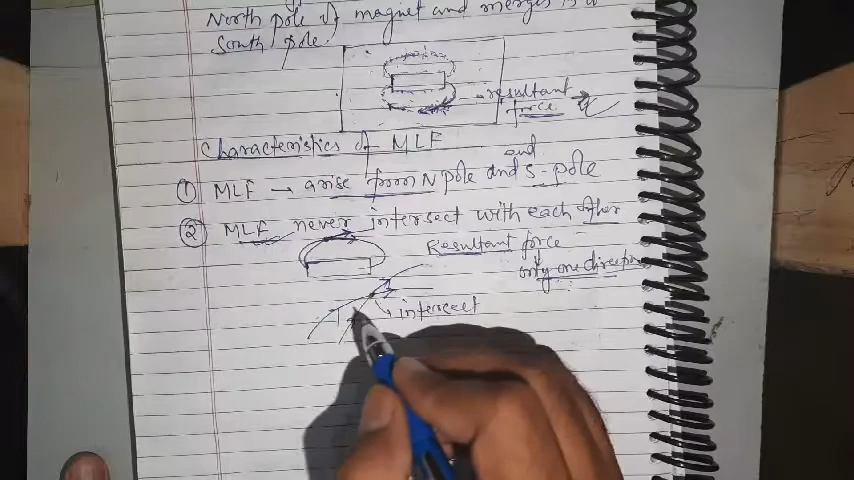 North pole of magnet and merges
South pole.
resultant
force
Characteristics of MLF
① MLF → arise from N pole and S-pole
and
② MLF never intersect with each other
Resultant force
only one direction
intersect